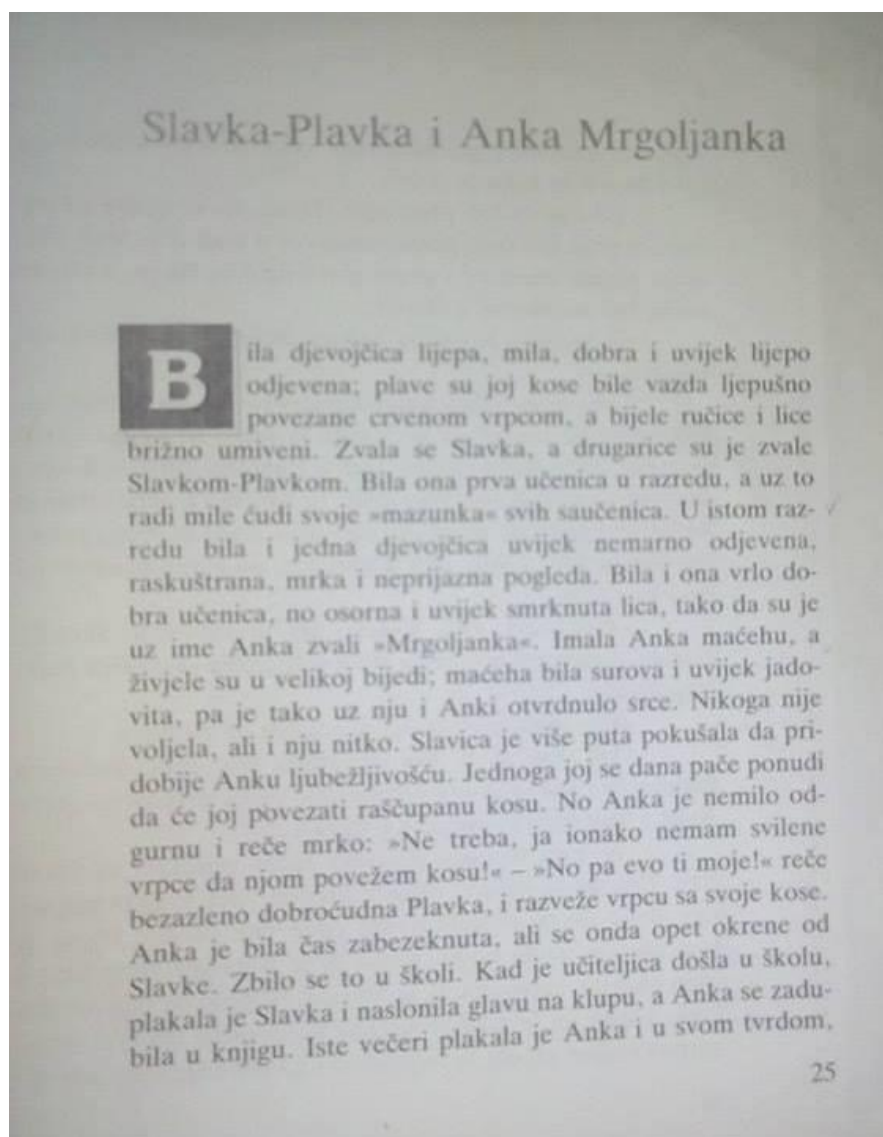 Slavka-Plavka i Anka Mrgoljanka
Bila djevojčica lijepa, mila, dobra i uvijek lijepo
odjevena; plave su joj kose bile vazda ljepušno
povezane crvenom vrpcom, a bijele ručice i lice
brižno umiveni. Zvala se Slavka, a drugarice su je zvale
Slavkom-Plavkom. Bila ona prva učenica u razredu, a uz to
radi mile ćudi svoje »mazunka« svih saučenica. U istom raz-
redu bila i jedna djevojčica uvijek nemarno odjevena,
raskuštrana, mrka i neprijazna pogleda. Bila i ona vrlo do-
bra učenica, no osorna i uvijek smrknuta lica, tako da su je
uz ime Anka zvali »Mrgoljanka«. Imala Anka maćehu, a
živjele su u velikoj bijedi; maćeha bila surova i uvijek jado-
vita, pa je tako uz nju i Anki otvrdnulo srce. Nikoga nije
voljela, ali i nju nitko. Slavica je više puta pokušala da pri-
dobije Anku ljubežljivošću. Jednoga joj se dana pače ponudi
da će joj povezati raščupanu kosu. No Anka je nemilo od-
gurnu i reče mrko: »Ne treba, ja ionako nemam svilene
vrpce da njom povežem kosu!« – »No pa evo ti moje!« reče
bezazleno dobroćudna Plavka, i razveže vrpcu sa svoje kose.
Anka je bila čas zabezeknuta, ali se onda opet okrene od
Slavke. Zbilo se to u školi. Kad je učiteljica došla u školu,
plakala je Slavka i naslonila glavu na klupu, a Anka se zadu-
bila u knjigu. Iste večeri plakala je Anka i u svom tvrdom,
25